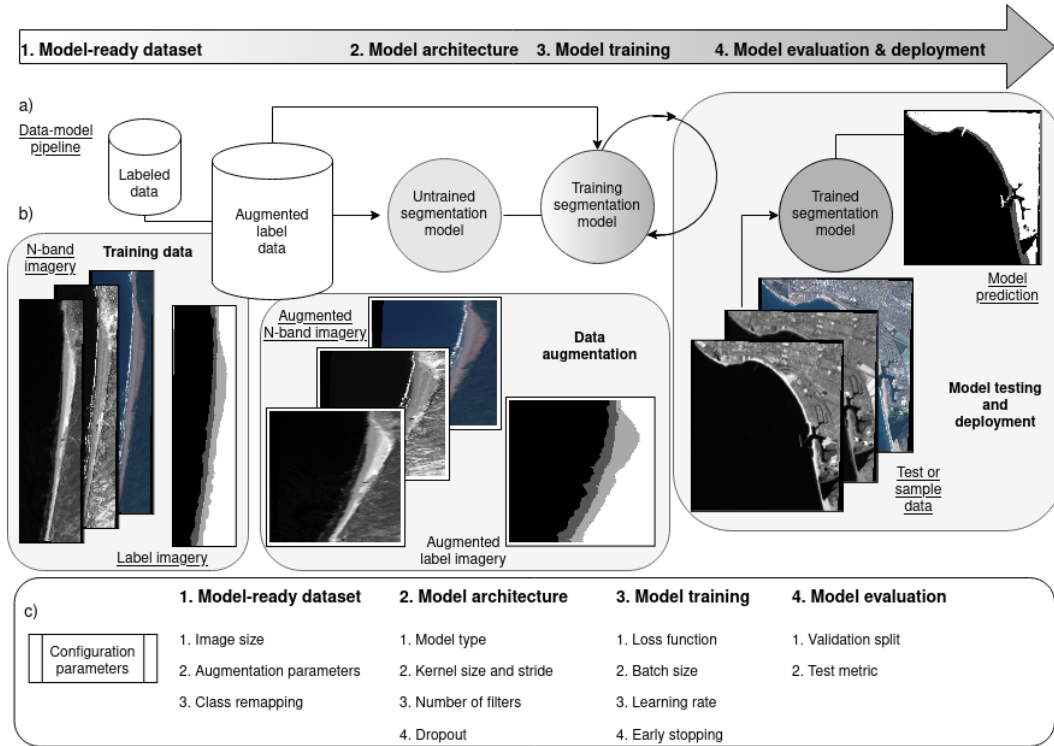 1. Model-ready dataset
2. Model architecture
3. Model training
4. Model evaluation & deployment
a)
Data-model
pipeline
Labeled
data
Augmented
label
data
Untrained
segmentation
model
Training
segmentation
model
Trained
segmentation
model
Model
prediction
b)
N-band
imagery
Training data
Label imagery
Augmented
N-band imagery
Data
augmentation
Augmented
label imagery
Model testing
and
deployment
Test or
sample
data
c)
Configuration
parameters
1. Model-ready dataset
1. Image size
2. Augmentation parameters
3. Class remapping
2. Model architecture
1. Model type
2. Kernel size and stride
3. Number of filters
4. Dropout
3. Model training
1. Loss function
2. Batch size
3. Learning rate
4. Early stopping
4. Model evaluation
1. Validation split
2. Test metric